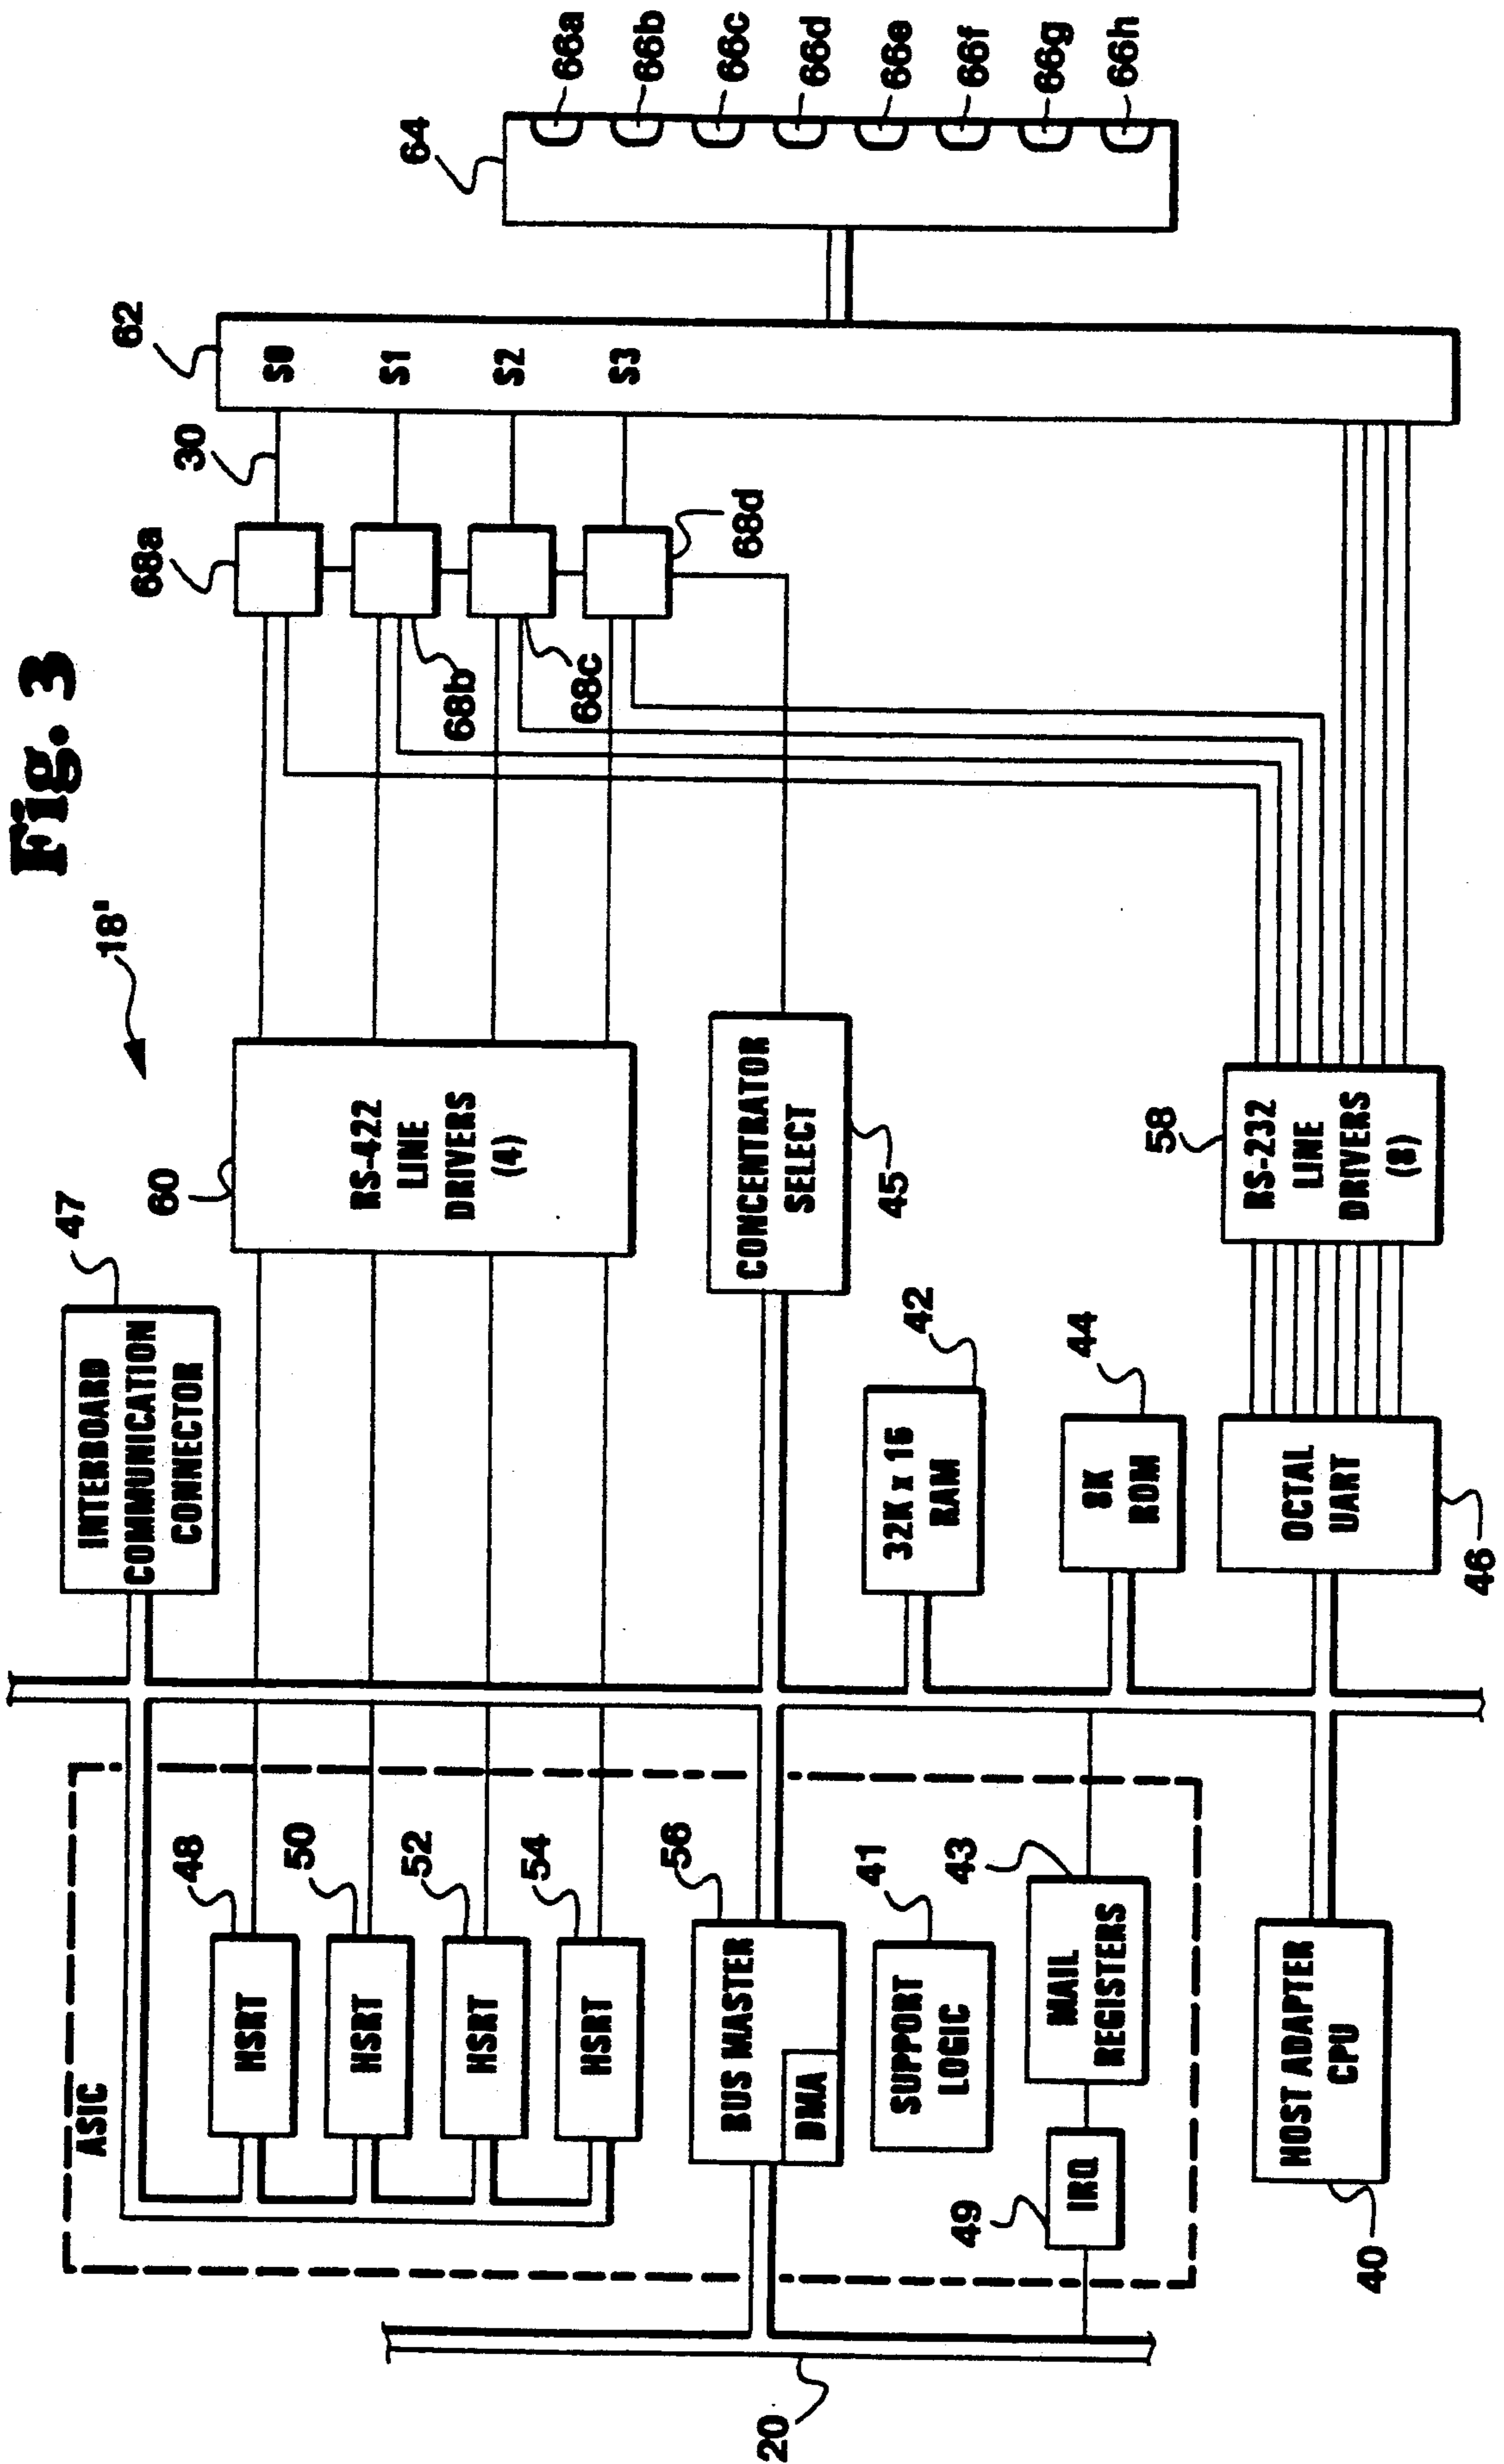 Fig. 3
18'
47
INTERBOARD
COMMUNICATION
CONNECTOR
60
RS-422
LINE
DRIVERS
(4)
68a
68b
68c
68d
30
62
S0
S1
S2
S3
64
66a
66b
66c
66d
66e
66f
66g
66h
ASIC
48
HSRT
50
HSRT
52
HSRT
54
HSRT
56
BUS MASTER
DMA
41
SUPPORT
LOGIC
43
MAIL
REGISTERS
49
IRQ
CONCENTRATOR
SELECT
45
42
32K x 16
RAM
44
8K
ROM
58
RS-232
LINE
DRIVERS
(8)
OCTAL
UART
46
HOST ADAPTER
CPU
40
20